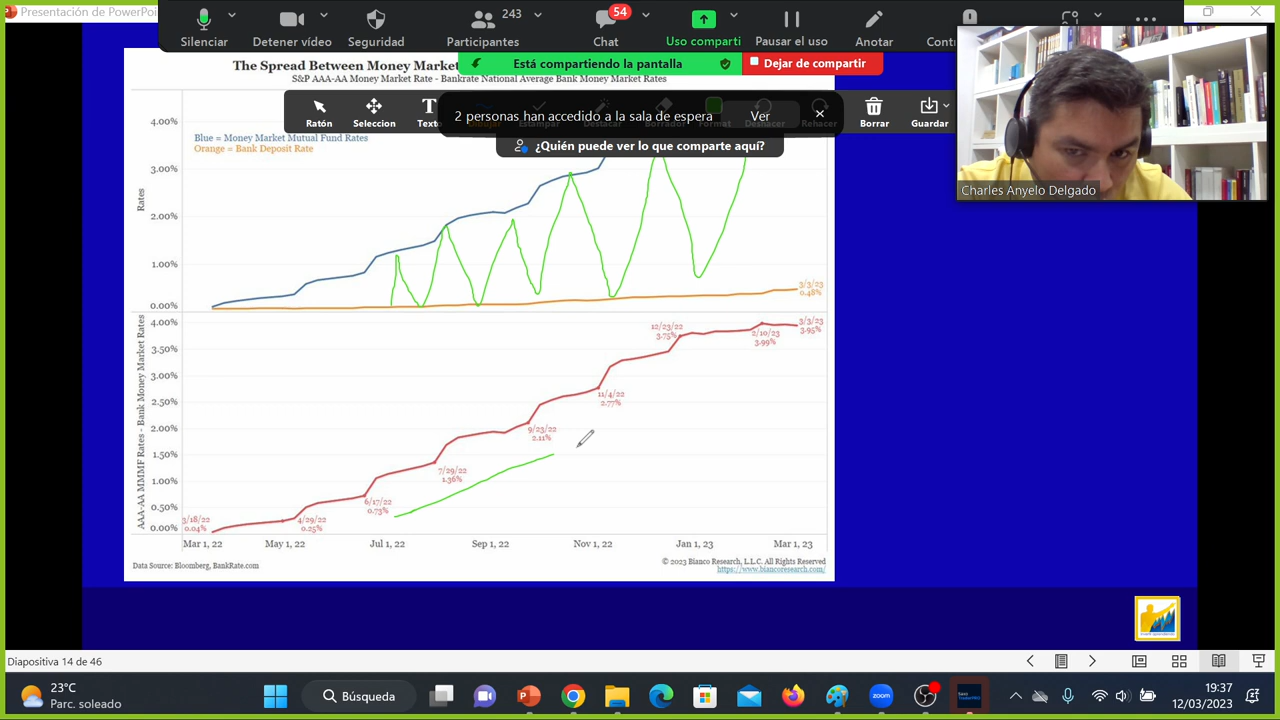 Presentación de PowerPoi
243
54
Silenciar
Detener vídeo
Seguridad
Participantes
Chat
Uso comparti
Pausar el uso
Anotar
Está compartiendo la pantalla
Dejar de compartir
The Spread Between Money Market
S&P AAA-AA Money Market Rate - Bankrate National Average Bank Money Market Rates
Ratón
Seleccion
Texto
2 personas han accedido a la sala de espera
Ver
Borrar
Guardar
¿Quién puede ver lo que comparte aquí?
Charles Anyelo Delgado
Blue = Money Market Mutual Fund Rates
Orange = Bank Deposit Rate
Rates
4.00%
3.00%
2.00%
1.00%
0.00%
3/3/23
0.48%
AAA-AA MMMF Rates - Bank Money Market Rates
4.00%
3.50%
3.00%
2.50%
2.00%
1.50%
1.00%
0.50%
0.00%
3/18/22
0.04%
4/29/22
0.25%
6/17/22
0.73%
7/29/22
1.36%
9/23/22
2.11%
11/4/22
2.77%
12/23/22
3.75%
2/10/23
3.99%
3/3/23
3.95%
Mar 1, 22
May 1, 22
Jul 1, 22
Sep 1, 22
Nov 1, 22
Jan 1, 23
Mar 1, 23
Data Source: Bloomberg, BankRate.com
© 2023 Bianco Research, L.L.C. All Rights Reserved
https://www.biancoresearch.com/
Diapositiva 14 de 46
23°C
Parc. soleado
Búsqueda
zoom
19:37
12/03/2023